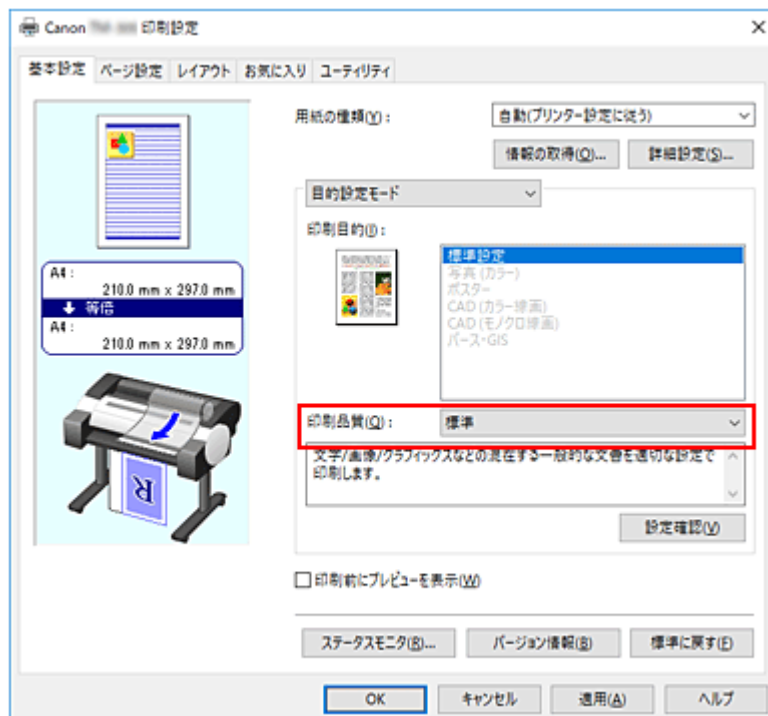 Canon 印刷設定
基本設定 ページ設定 レイアウト お気に入り ユーティリティ
用紙の種類(Y): 自動(プリンター設定に従う)
情報の取得(O)... 詳細設定(S)...
目的設定モード
印刷目的(I):
標準設定
写真 (カラー)
ポスター
CAD (カラー線画)
CAD (モノクロ線画)
パース・GIS
A4:
210.0 mm x 297.0 mm
等倍
A4:
210.0 mm x 297.0 mm
R
印刷品質(Q): 標準
文字/画像/グラフィックスなどの混在する一般的な文書を適切な設定で
印刷します。
設定確認(V)
印刷前にプレビューを表示(W)
ステータスモニタ(R)... バージョン情報(B) 標準に戻す(F)
OK キャンセル 適用(A) ヘルプ